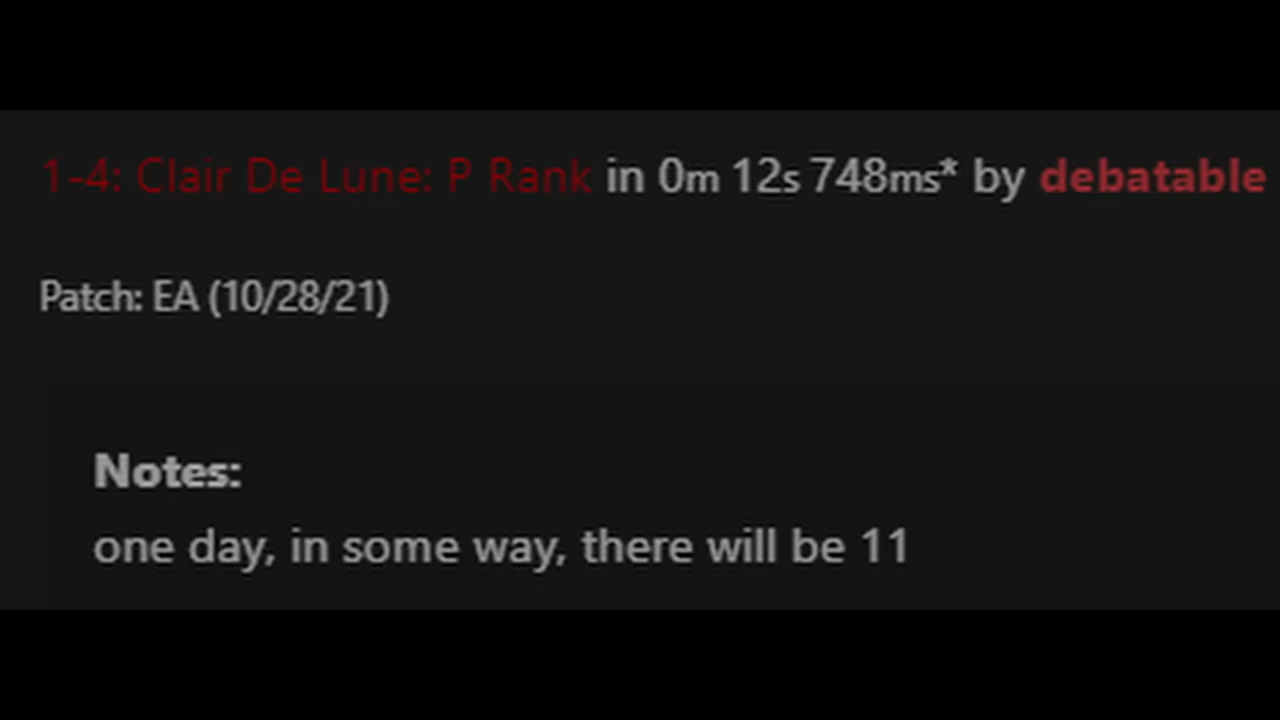 1-4: Clair De Lune: P Rank in 0m 12s 748ms* by debatable
Patch: EA (10/28/21)
Notes:
one day, in some way, there will be 11